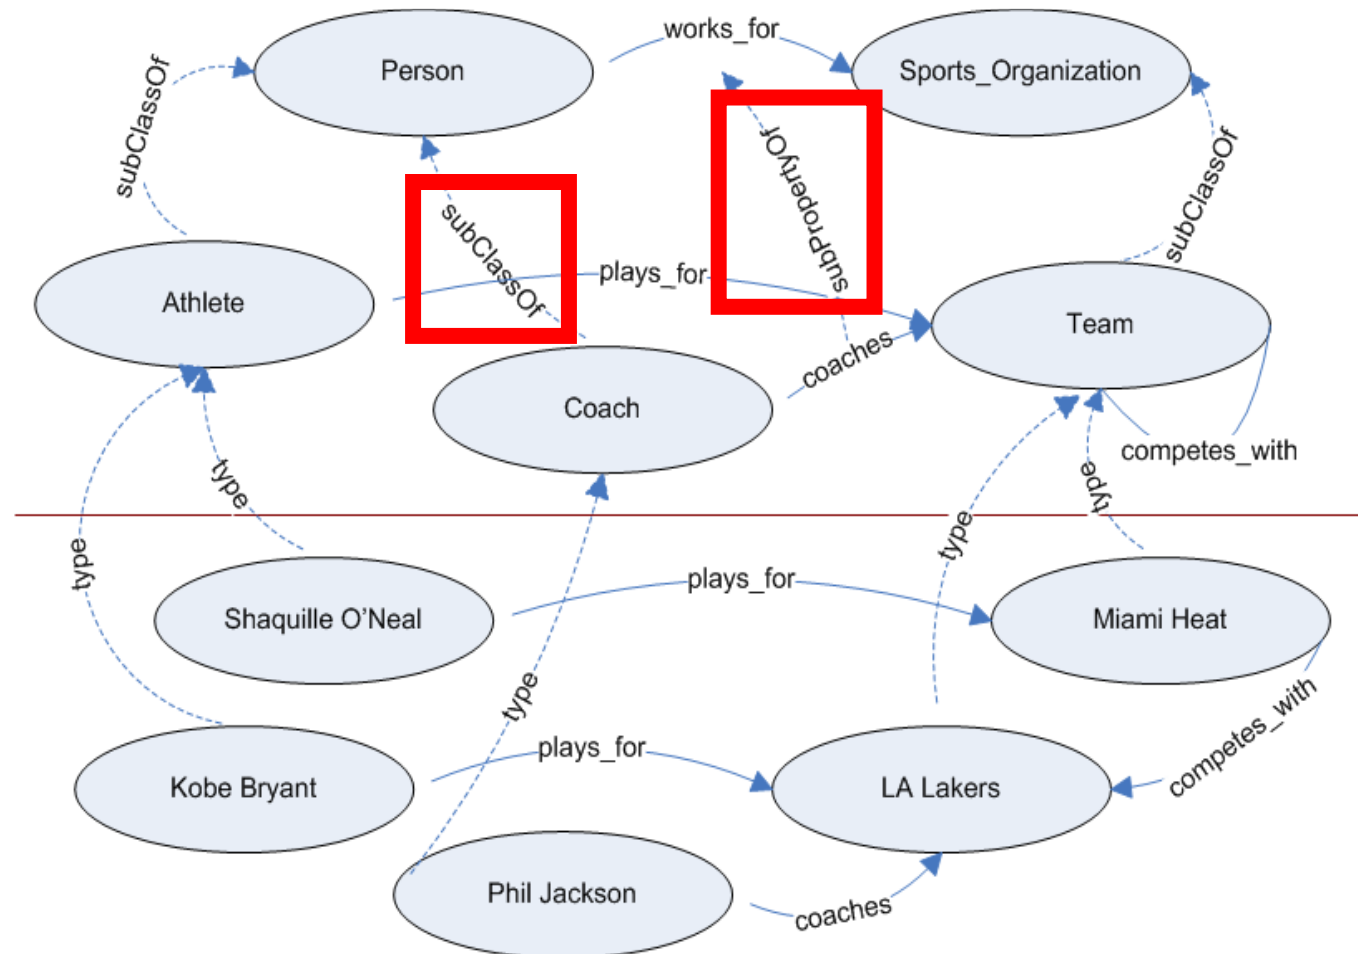 works_for
Person
Sports_Organization
subClassOf
subPropertyOf
subClassOf
subClassOf
plays_for
Athlete
Team
coaches
Coach
competes_with
type
type
type
type
type
plays_for
Shaquille O'Neal
Miami Heat
plays_for
competes_with
Kobe Bryant
LA Lakers
Phil Jackson
coaches